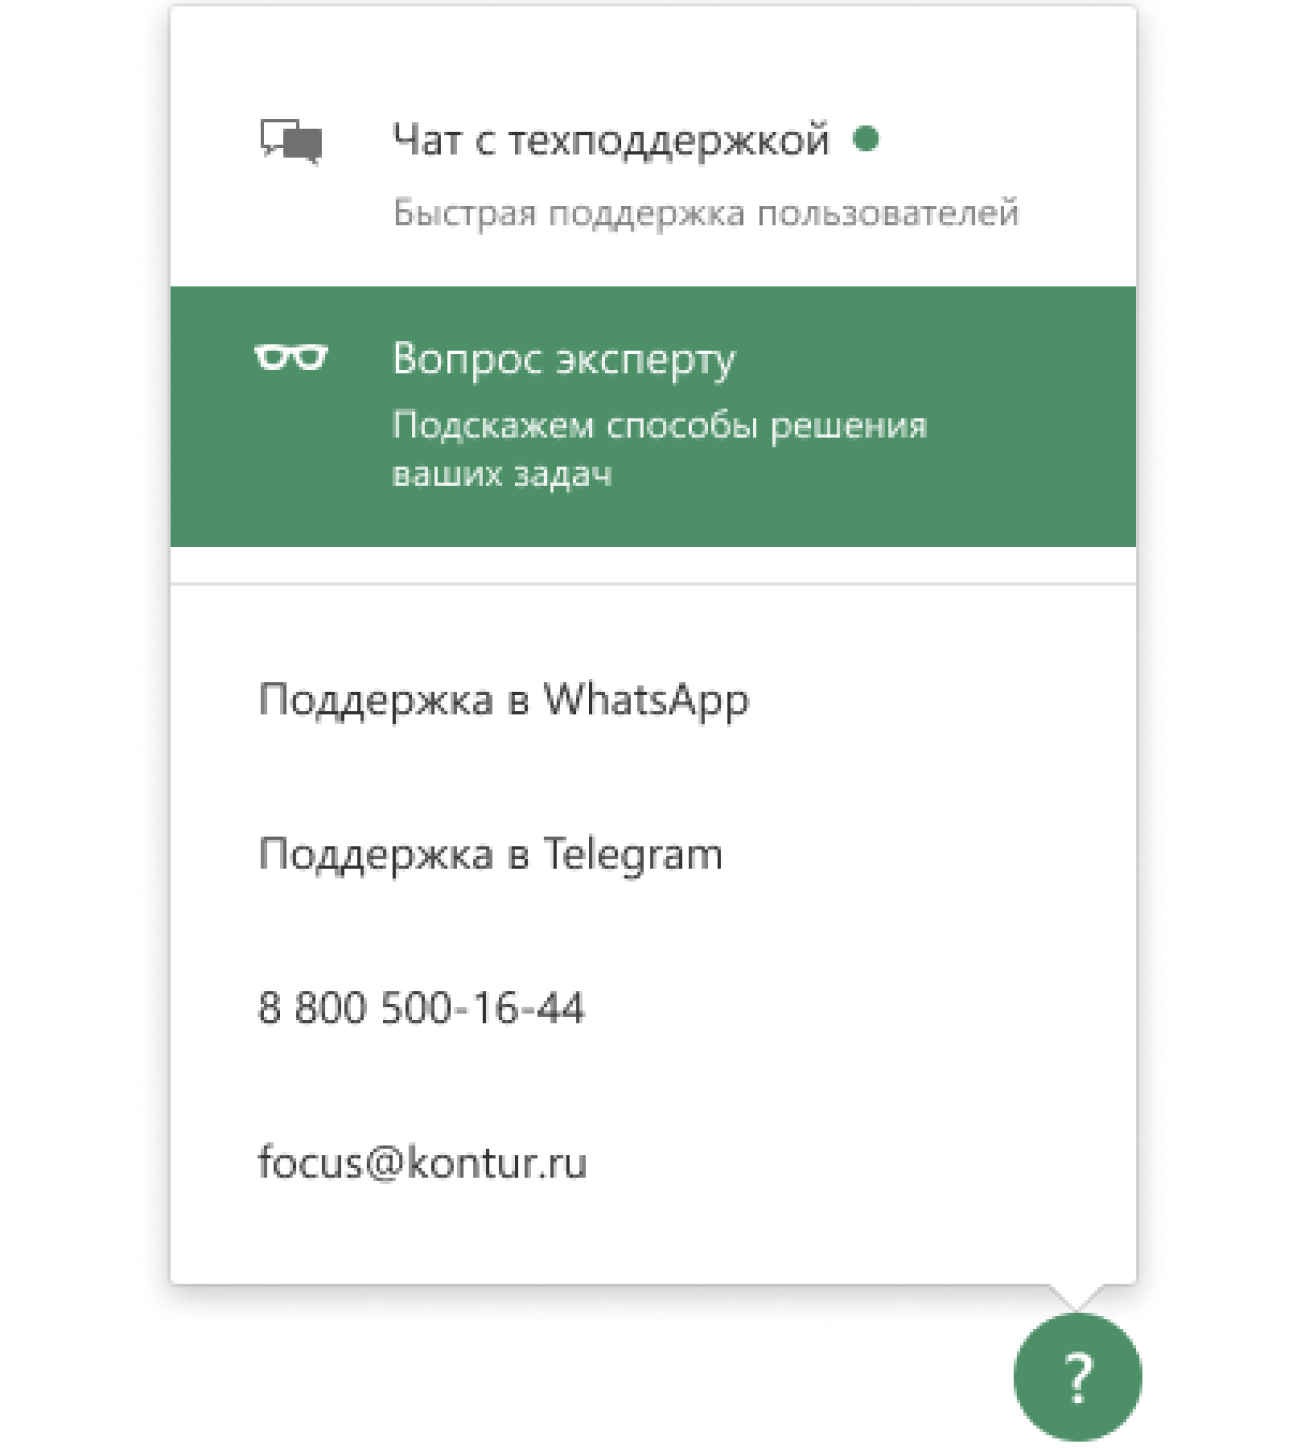 Чат с техподдержкой
Быстрая поддержка пользователей
Вопрос эксперту
Подскажем способы решения
ваших задач
Поддержка в WhatsApp
Поддержка в Telegram
8 800 500-16-44
focus@kontur.ru
?